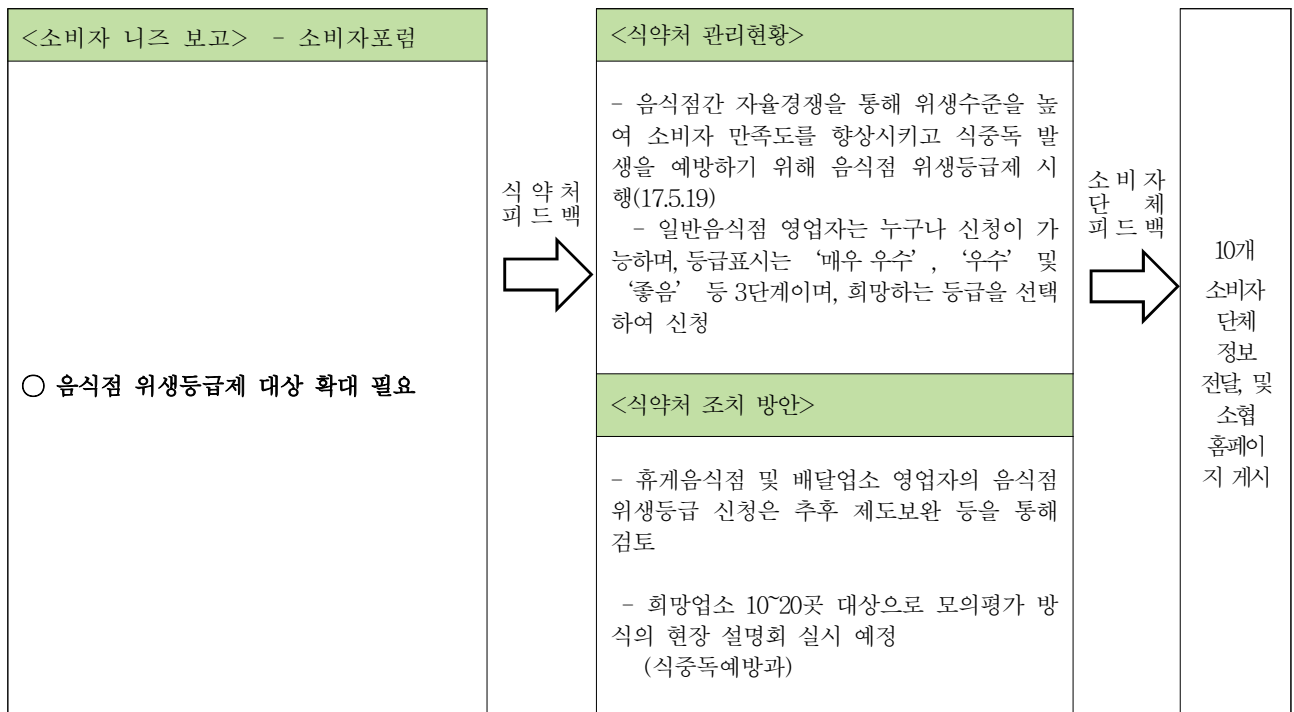 <소비자 니즈 보고> - 소비자포럼
○ 음식점 위생등급제 대상 확대 필요
식약처
피드백
<식약처 관리현황>
- 음식점간 자율경쟁을 통해 위생수준을 높
여 소비자 만족도를 향상시키고 식중독 발
생을 예방하기 위해 음식점 위생등급제 시
행(17.5.19)
- 일반음식점 영업자는 누구나 신청이 가
능하며, 등급표시는 ‘매우 우수’, ‘우수’ 및
‘좋음’ 등 3단계이며, 희망하는 등급을 선택
하여 신청
<식약처 조치 방안>
- 휴게음식점 및 배달업소 영업자의 음식점
위생등급 신청은 추후 제도보완 등을 통해
검토
- 희망업소 10~20곳 대상으로 모의평가 방
식의 현장 설명회 실시 예정
(식중독예방과)
소비자
단체
피드백
10개
소비자
단체
정보
전달, 및
소협
홈페이
지 게시